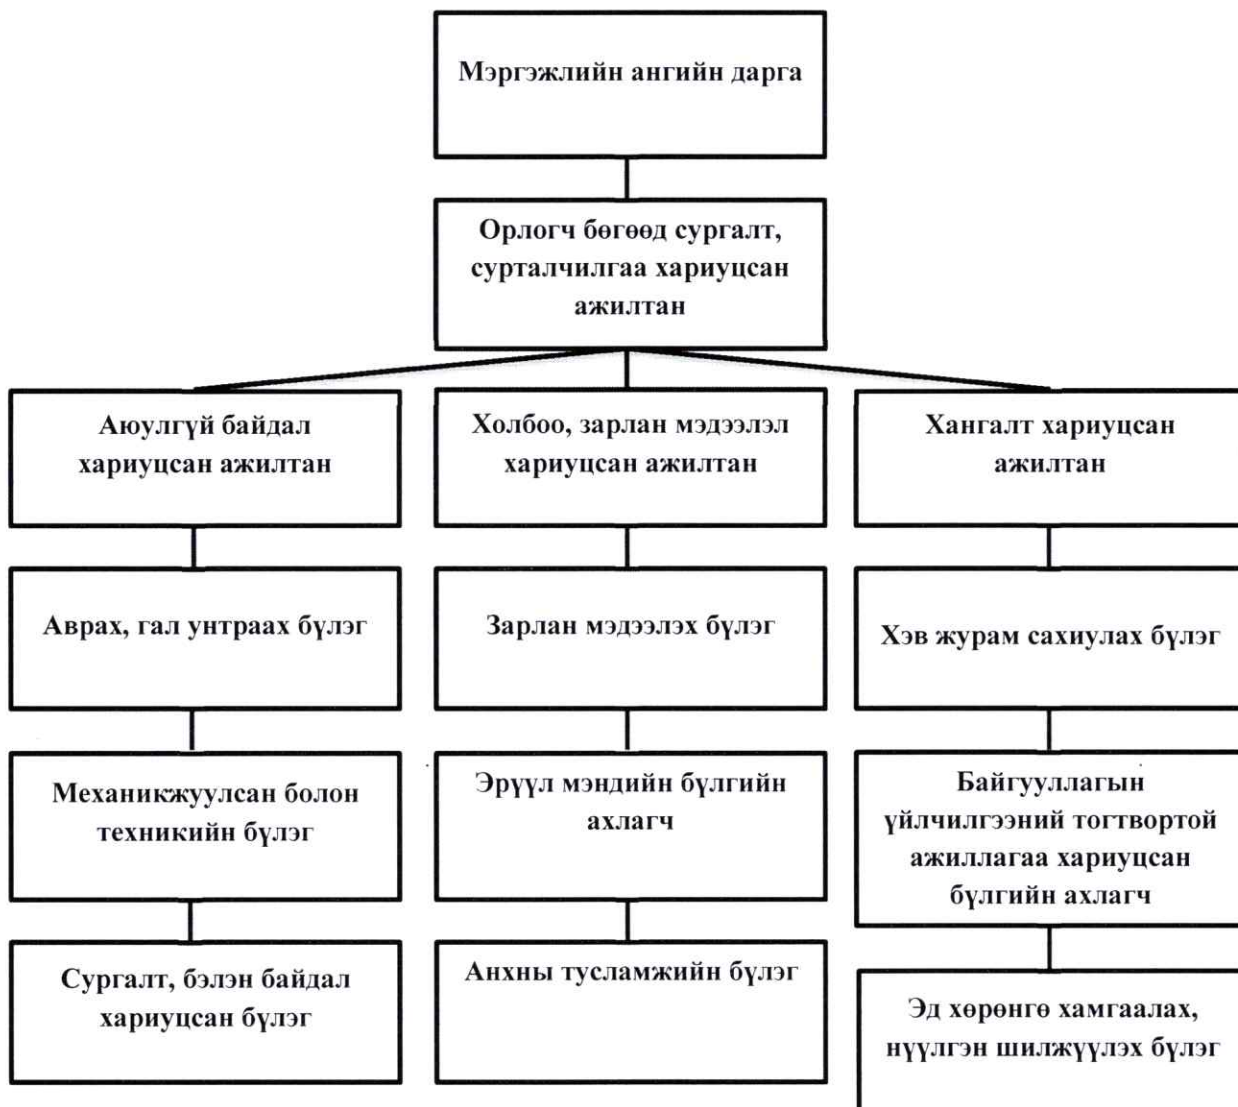 Мэргэжлийн ангийн дарга
Орлогч бөгөөд сургалт,
сурталчилгаа хариуцсан
ажилтан
Аюулгүй байдал
хариуцсан ажилтан
Холбоо, зарлан мэдээлэл
хариуцсан ажилтан
Хангалт хариуцсан
ажилтан
Аврах, гал унтраах бүлэг
Зарлан мэдээлэх бүлэг
Хэв журам сахиулах бүлэг
Механикжуулсан болон
техникийн бүлэг
Эрүүл мэндийн бүлгийн
ахлагч
Байгууллагын
үйлчилгээний тогтвортой
ажиллагаа хариуцсан
бүлгийн ахлагч
Сургалт, бэлэн байдал
хариуцсан бүлэг
Анхны тусламжийн бүлэг
Эд хөрөнгө хамгаалах,
нүүлгэн шилжүүлэх бүлэг